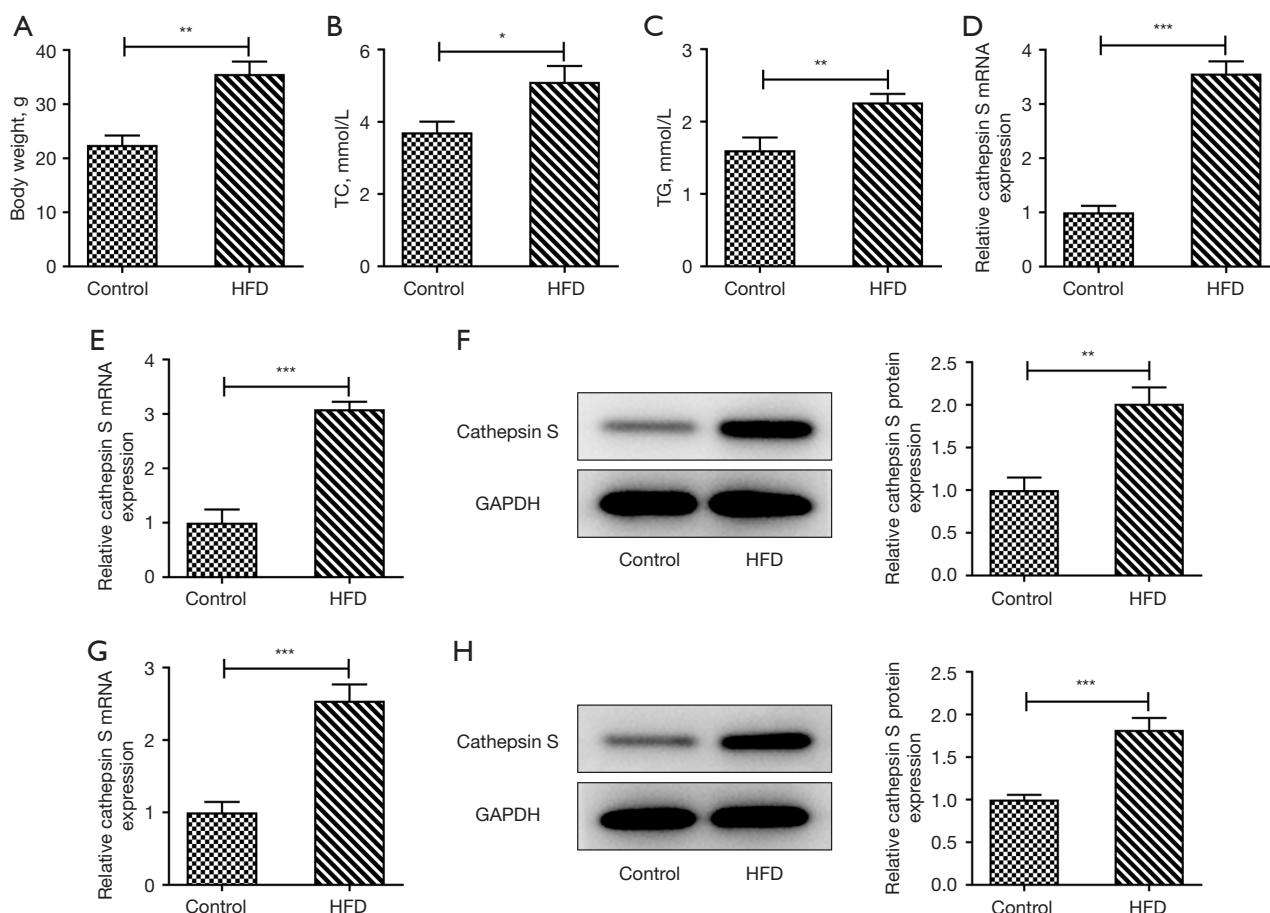 A
Body weight, g
40
30
20
10
0
**
Control
HFD
B
TC, mmol/L
6
4
2
0
*
Control
HFD
C
TG, mmol/L
3
2
1
0
**
Control
HFD
D
Relative cathepsin S mRNA
expression
4
3
2
1
0
***
Control
HFD
E
Relative cathepsin S mRNA
expression
4
3
2
1
0
***
Control
HFD
F
Cathepsin S
GAPDH
Control
HFD
Relative cathepsin S protein
expression
2.5
2.0
1.5
1.0
0.5
0.0
**
Control
HFD
G
Relative cathepsin S mRNA
expression
3
2
1
0
***
Control
HFD
H
Cathepsin S
GAPDH
Control
HFD
Relative cathepsin S protein
expression
2.5
2.0
1.5
1.0
0.5
0.0
***
Control
HFD